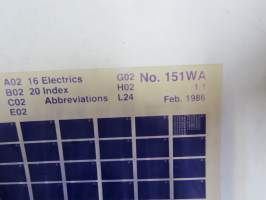 A02 16 Electrics G02 No. 151WA
B02 20 Index H02 1.1
C02 Abbreviations L24 Feb. 1986
E02